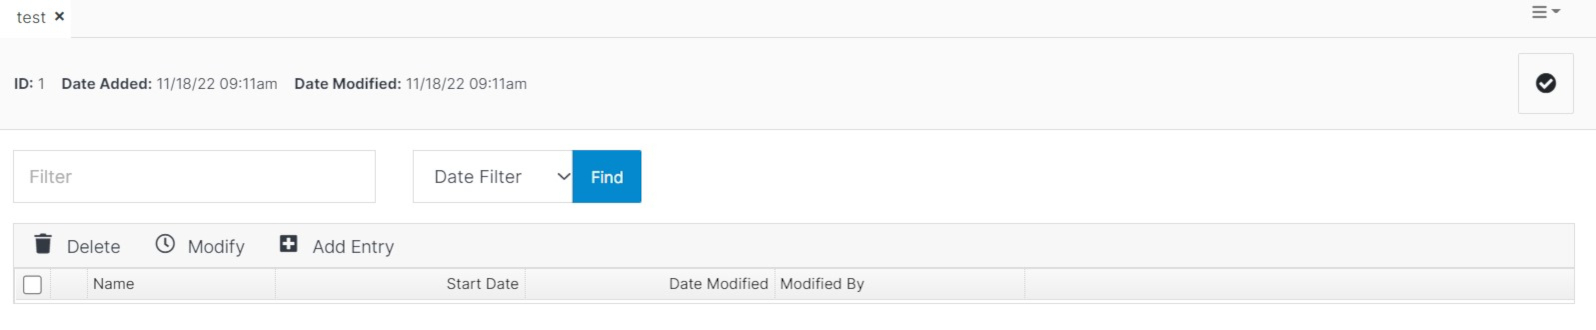 test ×
ID: 1 Date Added: 11/18/22 09:11am Date Modified: 11/18/22 09:11am
Filter Date Filter Find
Delete Modify Add Entry
Name Start Date Date Modified Modified By